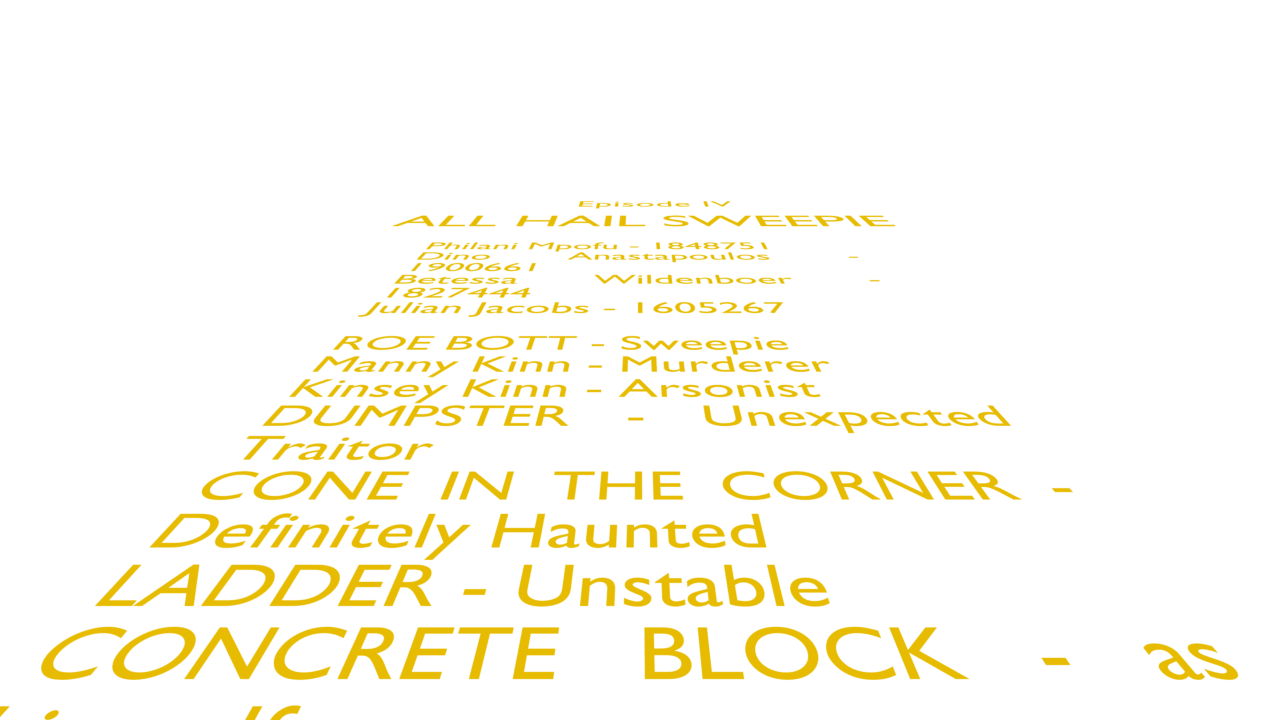 Episode IV
ALL HAIL SWEEPIE
Philani Mpofu - 1848751
Dino Anastapoulos -
1900661
Betessa Wildenboer -
1827444
Julian Jacobs - 1605267
ROE BOTT - Sweepie
Manny Kinn - Murderer
Kinsey Kinn - Arsonist
DUMPSTER - Unexpected
Traitor
CONE IN THE CORNER -
Definitely Haunted
LADDER - Unstable
CONCRETE BLOCK - as